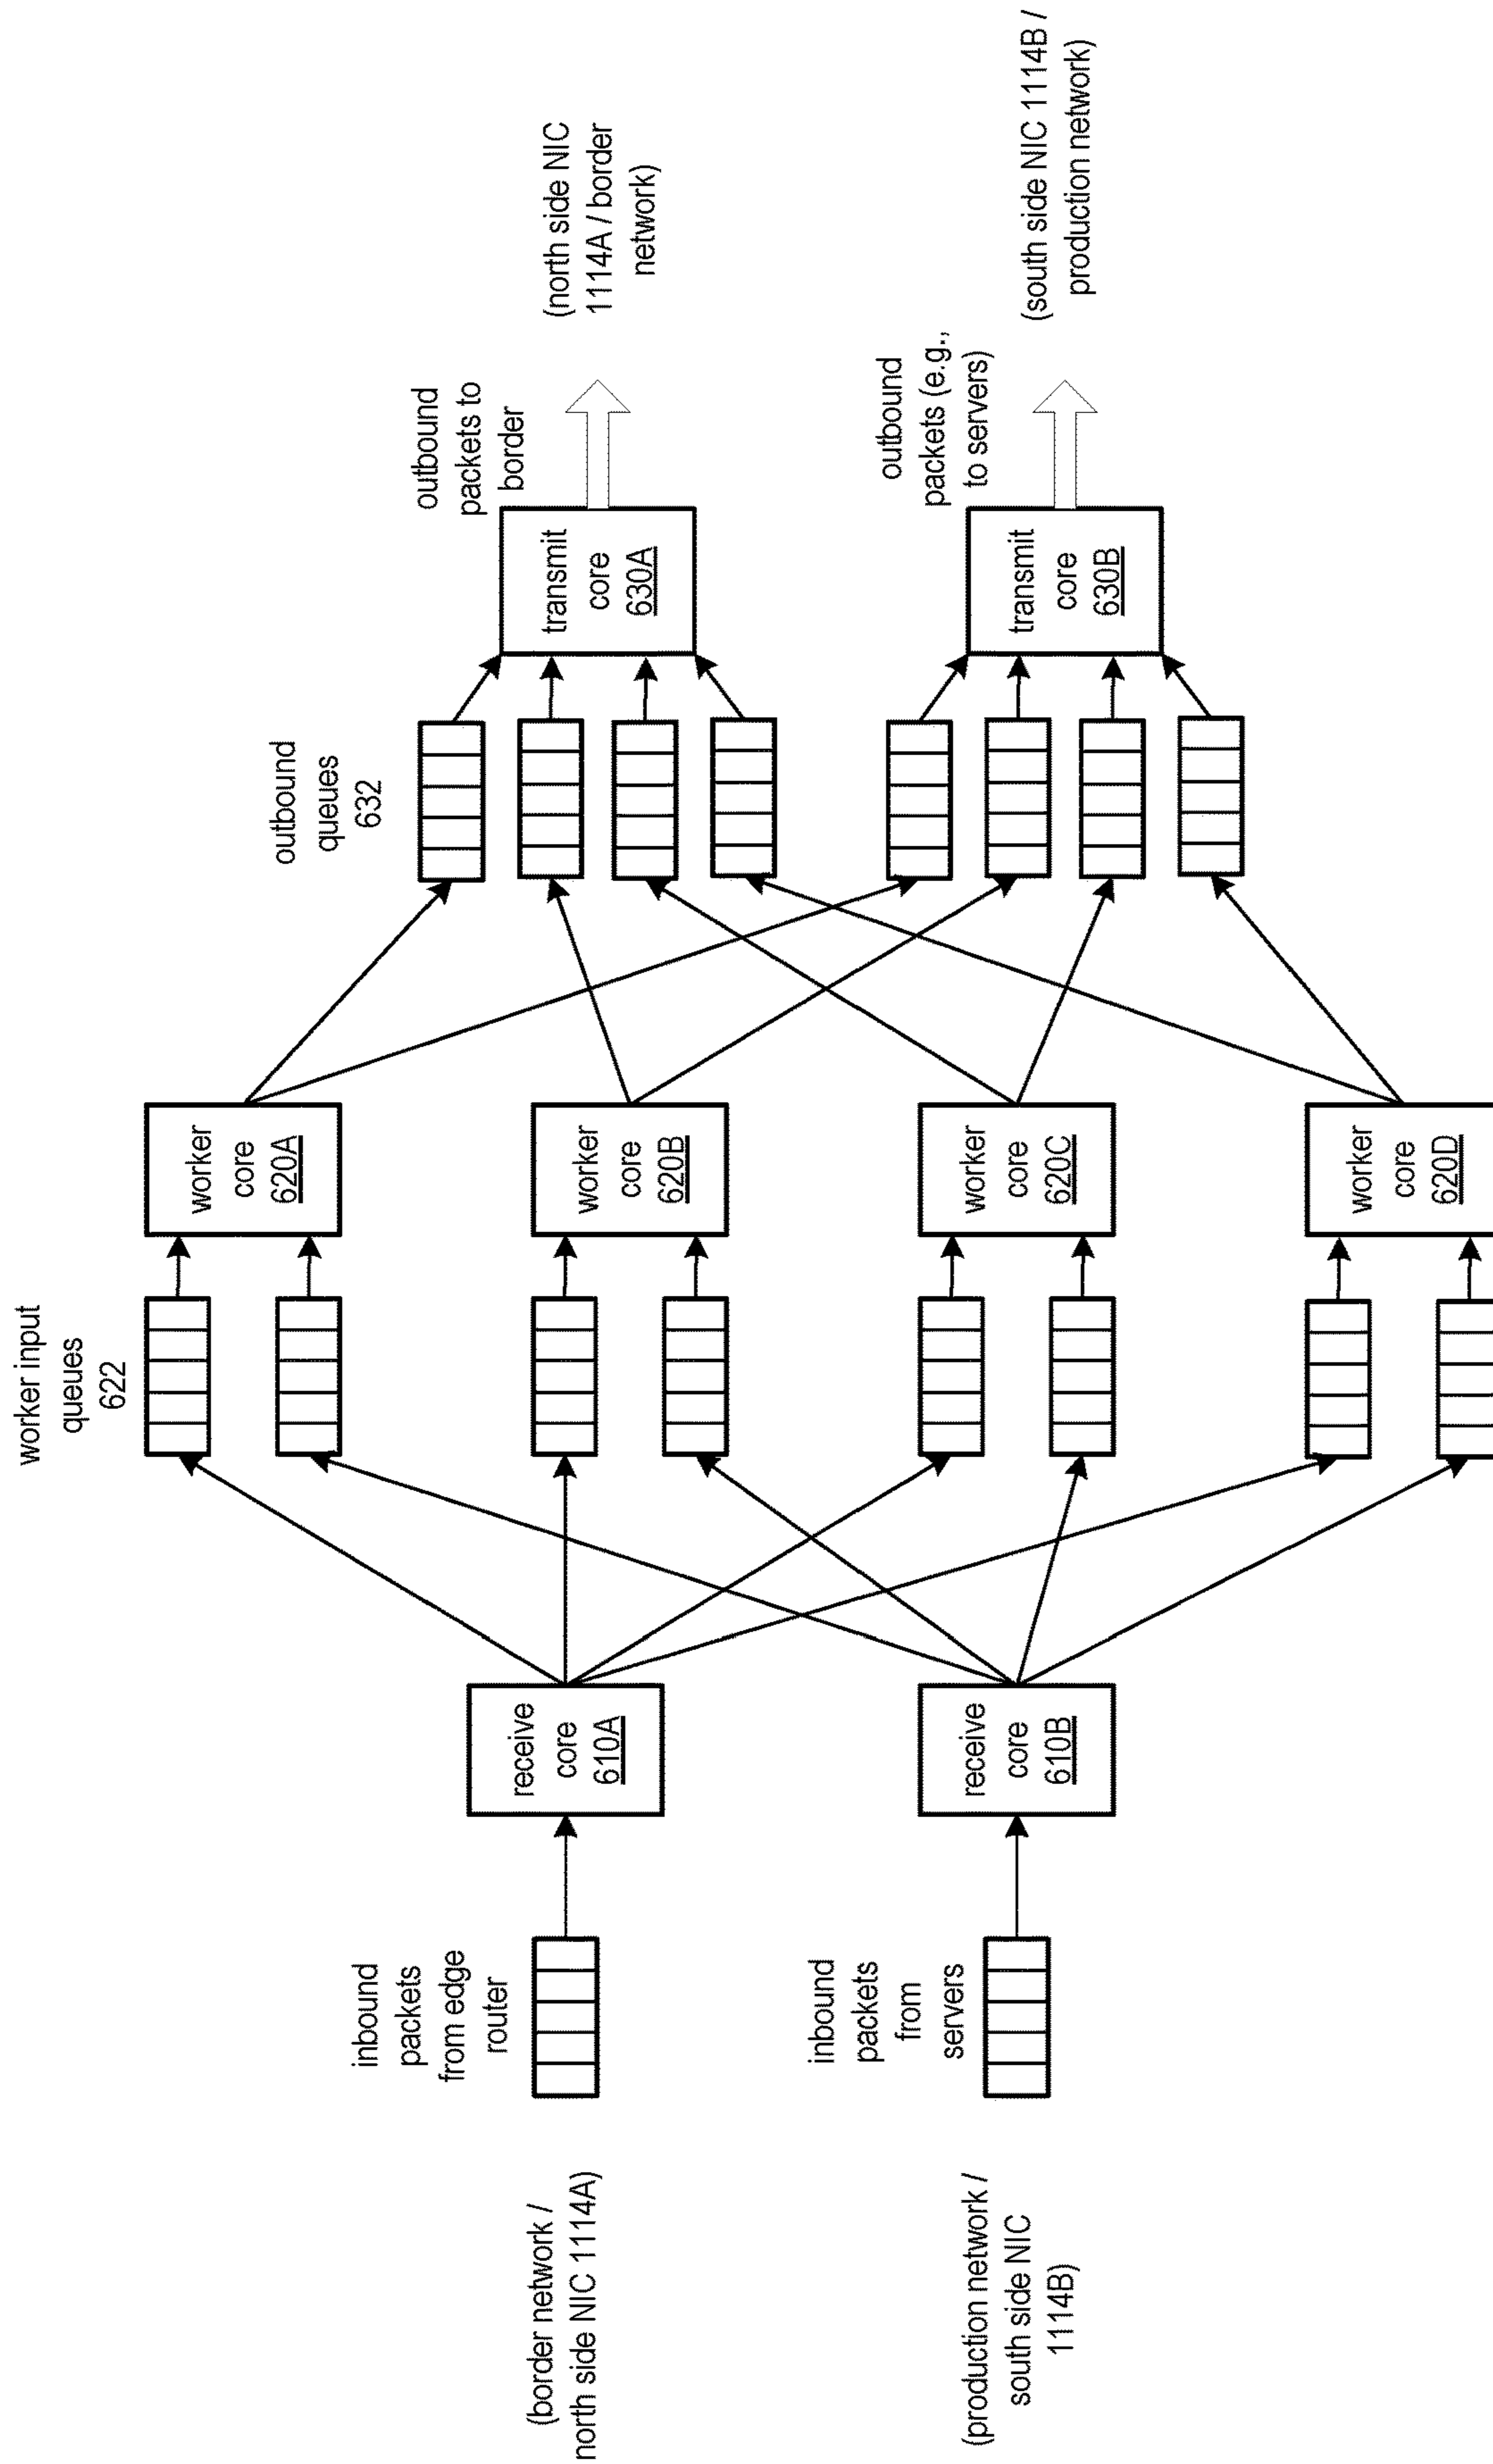 worker input
queues
622
outbound
queues
632
inbound
packets
from edge
router
(border network /
north side NIC 1114A)
receive
core
610A
inbound
packets
from
servers
(production network /
south side NIC
1114B)
receive
core
610B
worker
core
620A
worker
core
620B
worker
core
620C
worker
core
620D
transmit
core
630A
outbound
packets to
border
(north side NIC
1114A / border
network)
transmit
core
630B
outbound
packets (e.g.,
to servers)
(south side NIC 1114B /
production network)